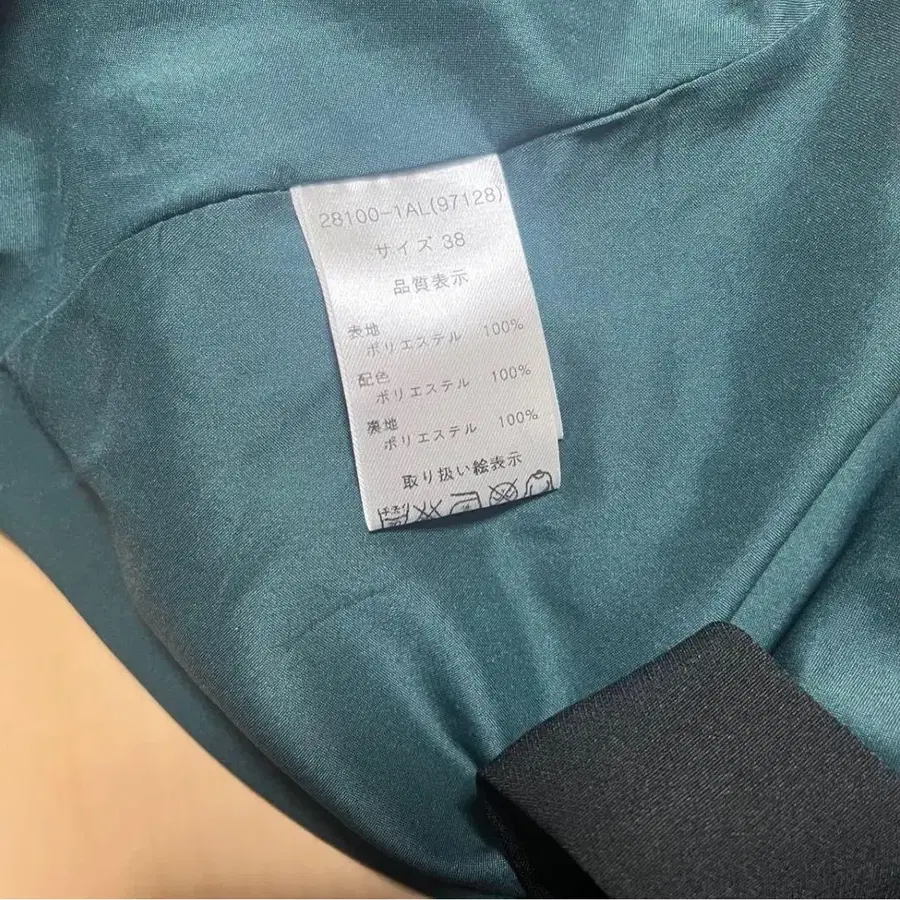 28100-1AL(97128)
サイズ 38
品質表示
表地
ポリエステル 100%
配色
ポリエステル 100%
裏地
ポリエステル 100%
取り扱い絵表示